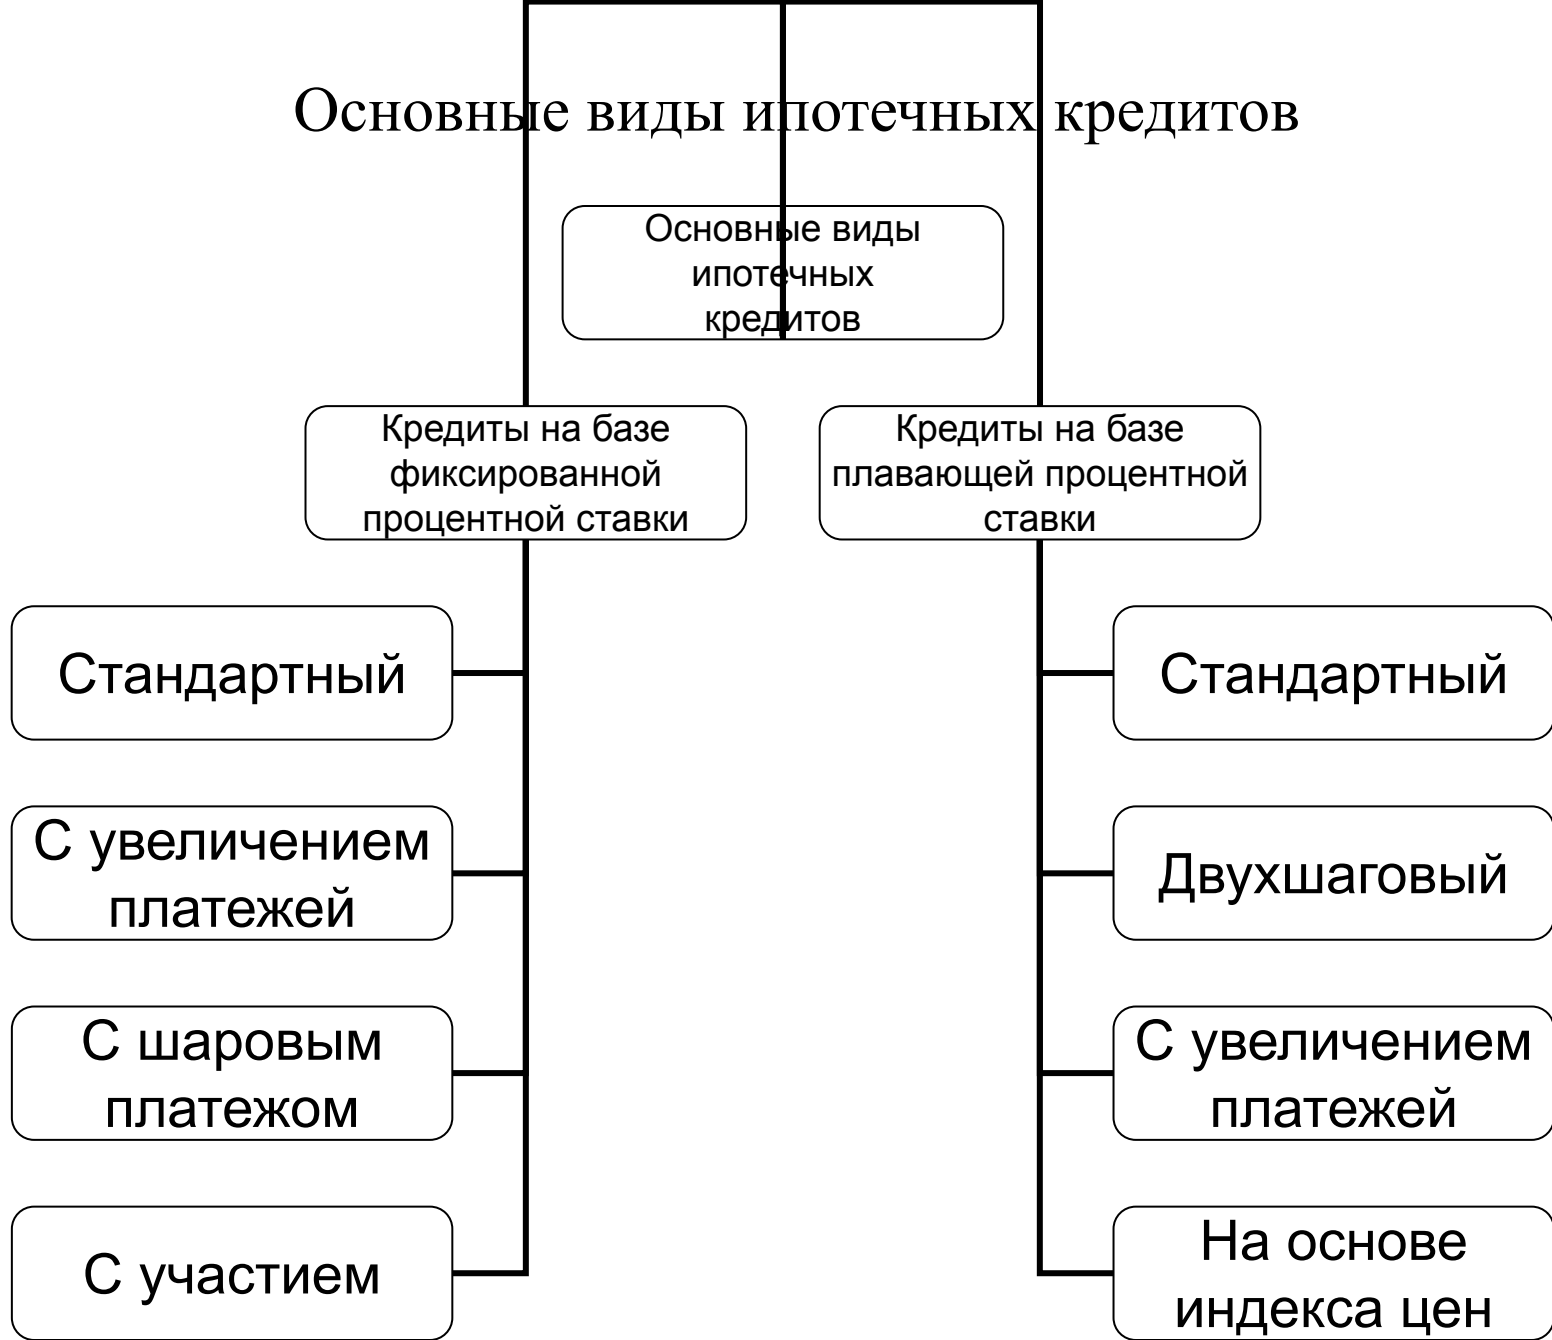 Основные виды ипотечных кредитов
Основные виды
ипотечных
кредитов
Кредиты на базе
фиксированной
процентной ставки
Кредиты на базе
плавающей процентной
ставки
Стандартный
Стандартный
С увеличением
платежей
Двухшаговый
С шаровым
платежом
С увеличением
платежей
С участием
На основе
индекса цен